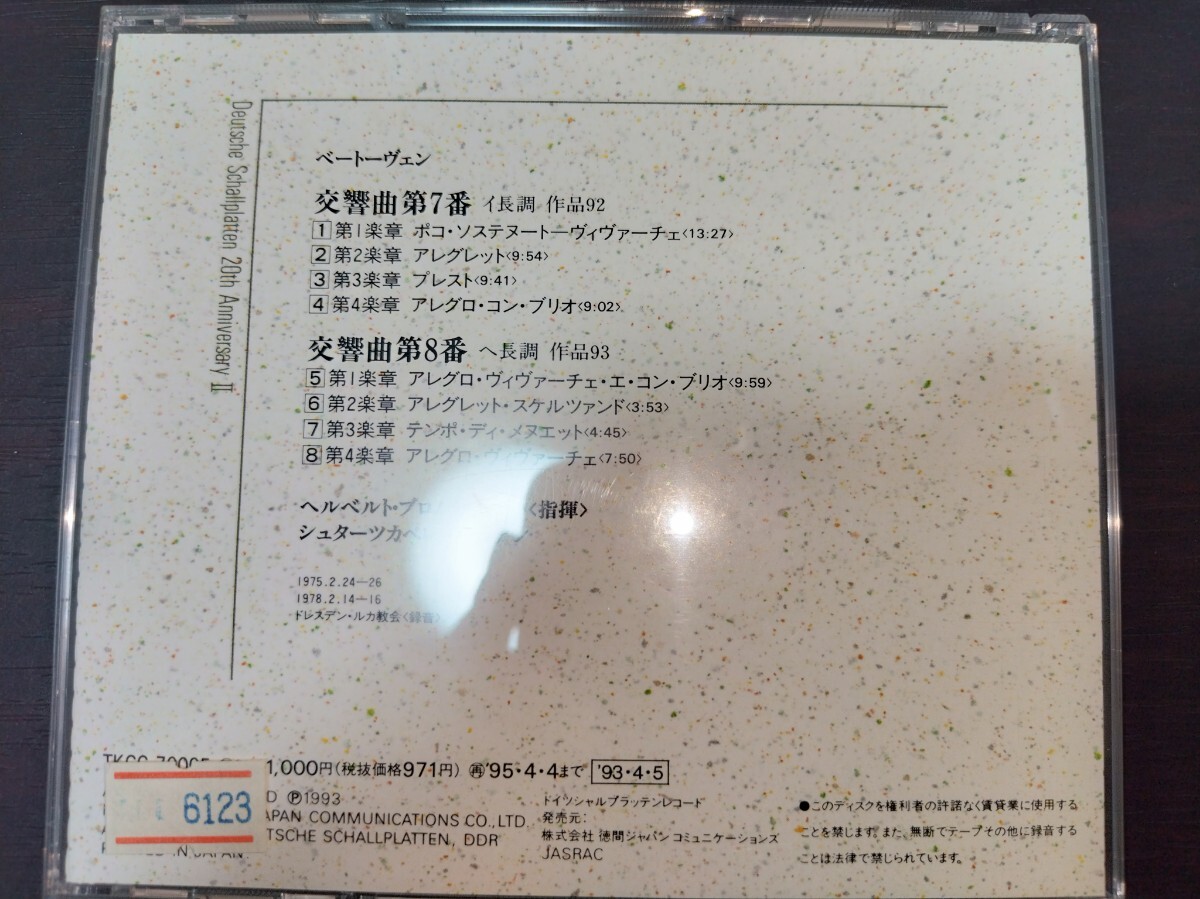 Deutsche Schallplatten 20th Anniversary II
ベートーヴェン
交響曲第7番 イ長調 作品92
1 第1楽章 ポコ・ソステヌートーヴィヴァーチェ〈13:27〉
2 第2楽章 アレグレット〈9:54〉
3 第3楽章 プレスト〈9:41〉
4 第4楽章 アレグロ・コン・ブリオ〈9:02〉
交響曲第8番 ヘ長調 作品93
5 第1楽章 アレグロ・ヴィヴァーチェ・エ・コン・ブリオ〈9:59〉
6 第2楽章 アレグレット・スケルツァンド〈3:53〉
7 第3楽章 テンポ・ディ・メヌエット〈4:45〉
8 第4楽章 アレグロ・ヴィヴァーチェ〈7:50〉
ヘルベルト・ブロ 〈指揮〉
シュターツカペ
1975.2.24—26
1978.2.14—16
ドレスデン・ルカ教会〈録音〉
1,000円(税抜価格971円) 再'95・4・4まで '93・4・5
6123
D ℗1993
APAN COMMUNICATIONS CO., LTD.
TSCHE SCHALLPLATTEN, DDR
IN JAPAN
ドイツシャルプラッテンレコード
発売元:
株式会社 徳間ジャパン コミュニケーションズ
JASRAC
●このディスクを権利者の許諾なく賃貸業に使用する
ことを禁じます。また、無断でテープその他に録音する
ことは法律で禁じられています。